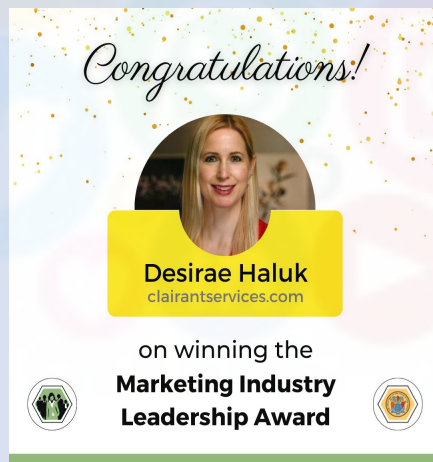 Congratulations!
Desirae Haluk
clairantservices.com
on winning the
Marketing Industry
Leadership Award